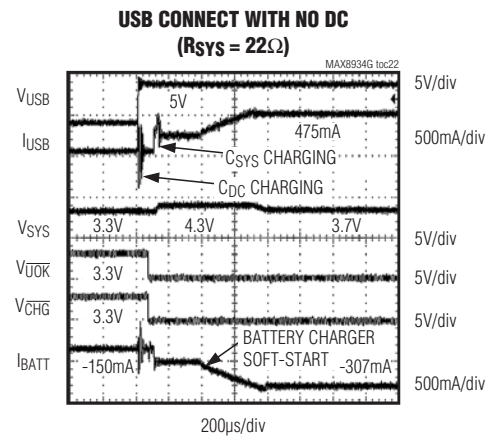 USB CONNECT WITH NO DC
(RSYS = 22Ω)
MAX8934G toc22
VUSB
5V
5V/div
IUSB
475mA
500mA/div
CSYS CHARGING
CDC CHARGING
VSYS
3.3V
4.3V
3.7V
5V/div
VUOK
3.3V
5V/div
VCHG
3.3V
5V/div
BATTERY CHARGER
SOFT-START
IBATT
-150mA
-307mA
500mA/div
200µs/div